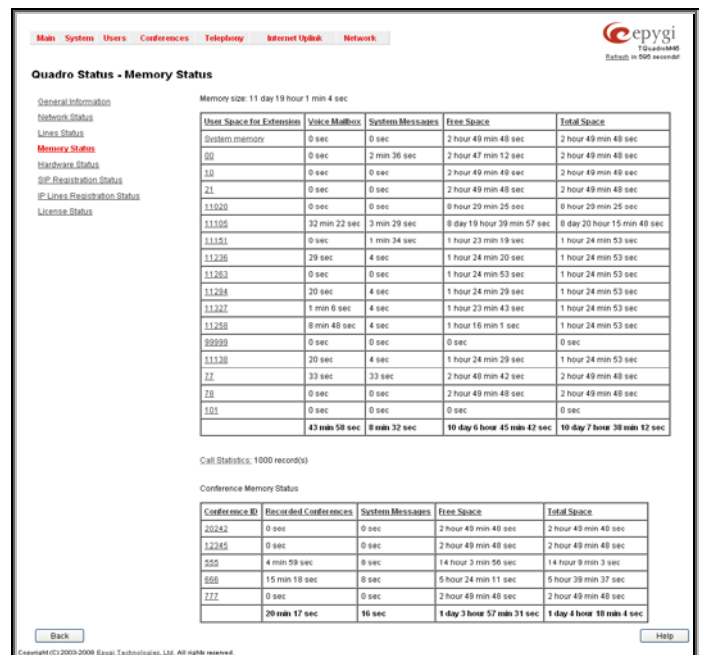 Main System Users Conferences Telephony Internet Uplink Network
epygi
TQuadroM45
Refresh in 595 seconds!
Quadro Status - Memory Status
General Information
Network Status
Lines Status
Memory Status
Hardware Status
SIP Registration Status
IP Lines Registration Status
License Status
Memory size: 11 day 19 hour 1 min 4 sec
User Space for Extension Voice Mailbox System Messages Free Space Total Space
System memory 0 sec 0 sec 2 hour 49 min 48 sec 2 hour 49 min 48 sec
00 0 sec 2 min 36 sec 2 hour 47 min 12 sec 2 hour 49 min 48 sec
10 0 sec 0 sec 2 hour 49 min 48 sec 2 hour 49 min 48 sec
21 0 sec 0 sec 2 hour 49 min 48 sec 2 hour 49 min 48 sec
11020 0 sec 0 sec 8 hour 29 min 25 sec 8 hour 29 min 25 sec
11105 32 min 22 sec 3 min 29 sec 8 day 19 hour 39 min 57 sec 8 day 20 hour 15 min 48 sec
11151 0 sec 1 min 34 sec 1 hour 23 min 19 sec 1 hour 24 min 53 sec
11236 29 sec 4 sec 1 hour 24 min 20 sec 1 hour 24 min 53 sec
11263 0 sec 0 sec 1 hour 24 min 53 sec 1 hour 24 min 53 sec
11294 20 sec 4 sec 1 hour 24 min 29 sec 1 hour 24 min 53 sec
11327 1 min 6 sec 4 sec 1 hour 23 min 43 sec 1 hour 24 min 53 sec
11258 8 min 48 sec 4 sec 1 hour 16 min 1 sec 1 hour 24 min 53 sec
99999 0 sec 0 sec 0 sec 0 sec
11138 20 sec 4 sec 1 hour 24 min 29 sec 1 hour 24 min 53 sec
77 33 sec 33 sec 2 hour 48 min 42 sec 2 hour 49 min 48 sec
78 0 sec 0 sec 2 hour 49 min 48 sec 2 hour 49 min 48 sec
101 0 sec 0 sec 0 sec 0 sec
43 min 58 sec 8 min 32 sec 10 day 6 hour 45 min 42 sec 10 day 7 hour 38 min 12 sec
Call Statistics: 1000 record(s)
Conference Memory Status
Conference ID Recorded Conferences System Messages Free Space Total Space
20242 0 sec 0 sec 2 hour 49 min 48 sec 2 hour 49 min 48 sec
12345 0 sec 0 sec 2 hour 49 min 48 sec 2 hour 49 min 48 sec
555 4 min 59 sec 8 sec 14 hour 3 min 56 sec 14 hour 9 min 3 sec
666 15 min 18 sec 8 sec 5 hour 24 min 11 sec 5 hour 39 min 37 sec
777 0 sec 0 sec 2 hour 49 min 48 sec 2 hour 49 min 48 sec
20 min 17 sec 16 sec 1 day 3 hour 57 min 31 sec 1 day 4 hour 18 min 4 sec
Back Help
Copyright (C) 2003-2008 Epygi Technologies, Ltd. All rights reserved.